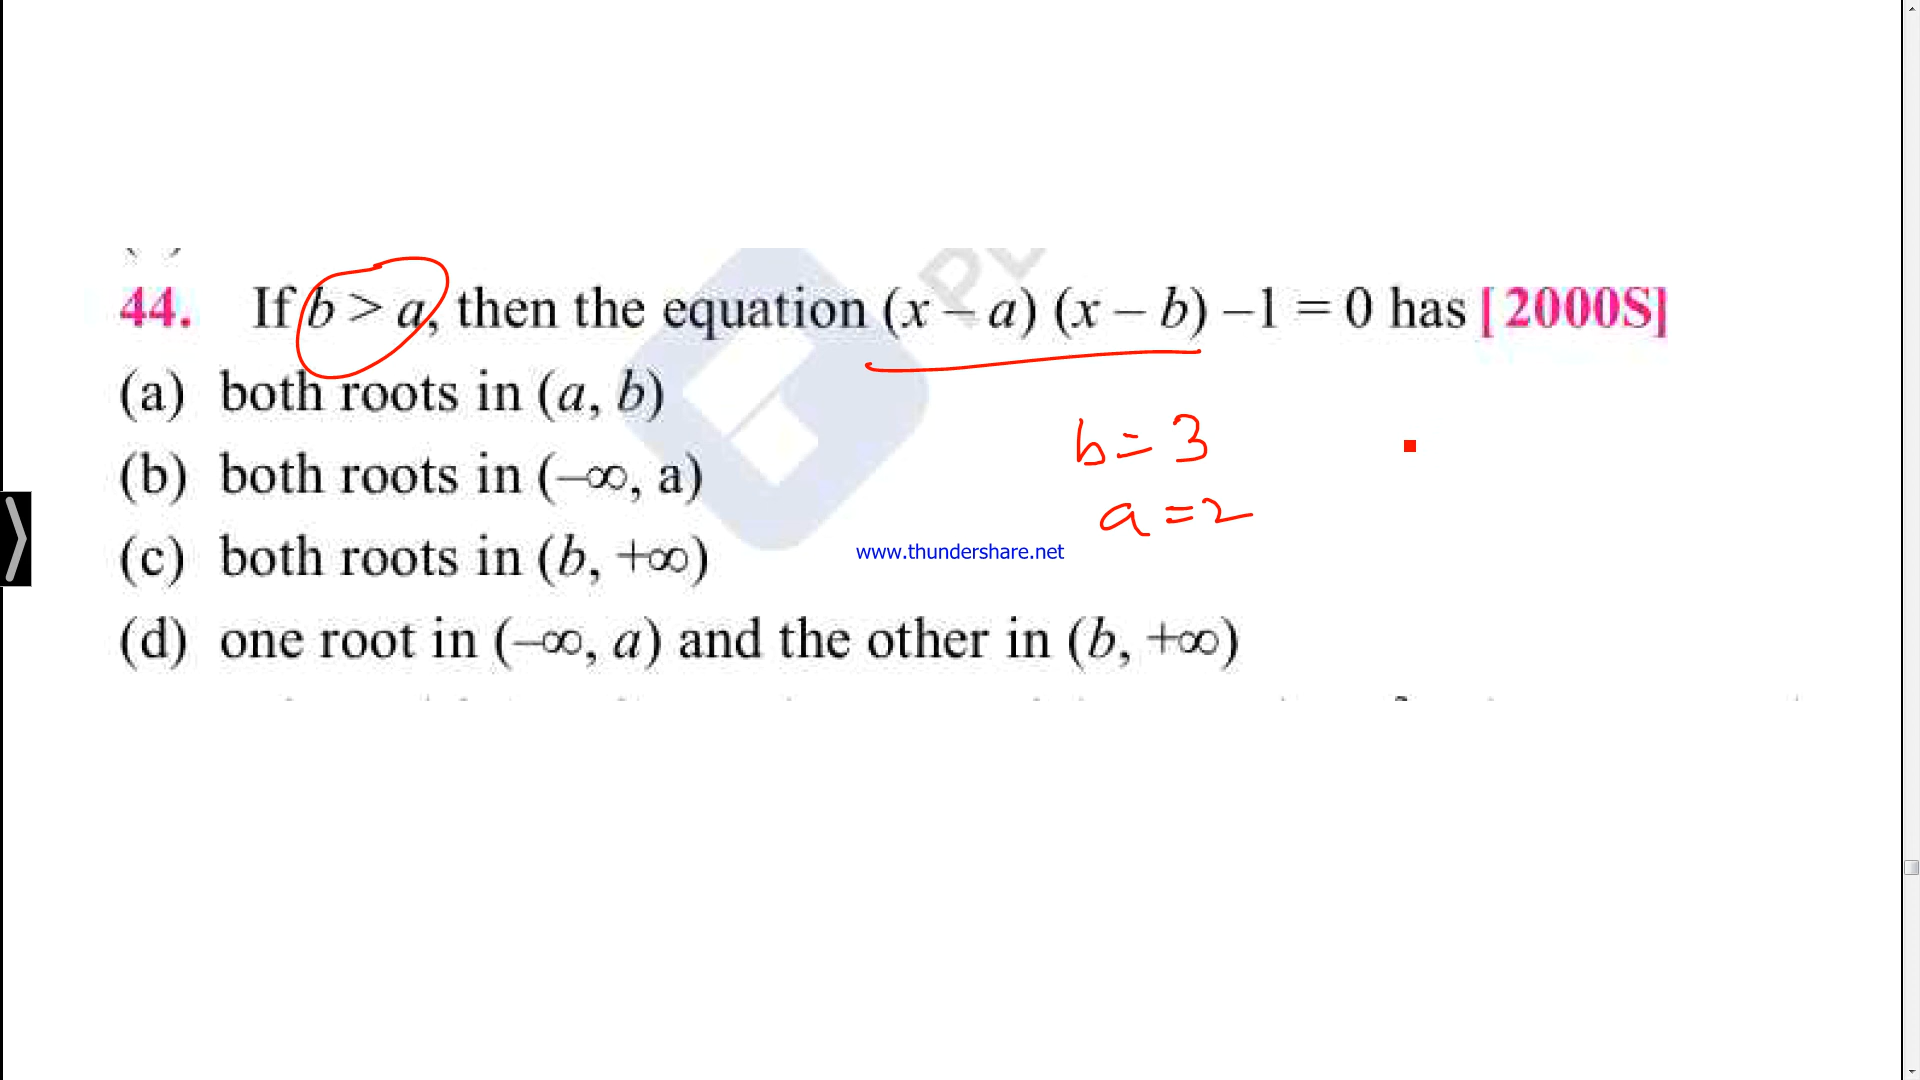 44. If b > a, then the equation (x – a) (x – b) –1 = 0 has [ 2000S]
(a) both roots in (a, b)
(b) both roots in (–∞, a)
(c) both roots in (b, +∞)
(d) one root in (–∞, a) and the other in (b, +∞)
b = 3
a = 2
www.thundershare.net